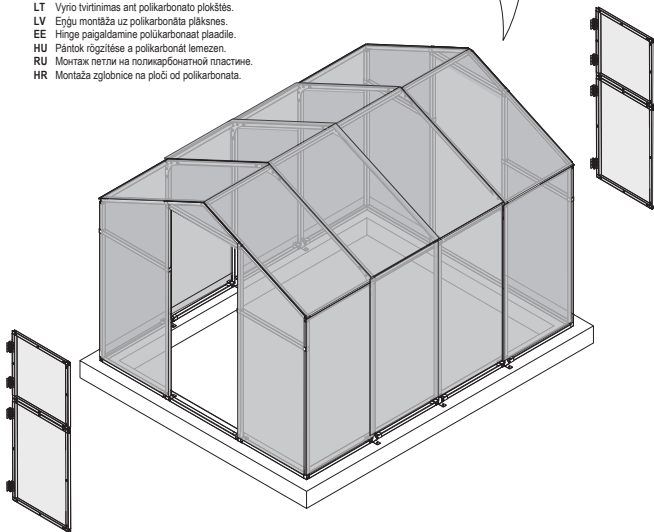 LT Vyrio tvirtinimas ant polikarbonato plokštės.
LV Eņģu montāža uz polikarbonāta plāksnes.
EE Hinge paigaldamine polükarbonaat plaadile.
HU Pántok rögzítése a polikarbonát lemezen.
RU Монтаж петли на поликарбонатной пластине.
HR Montaža zglobnice na ploči od polikarbonata.